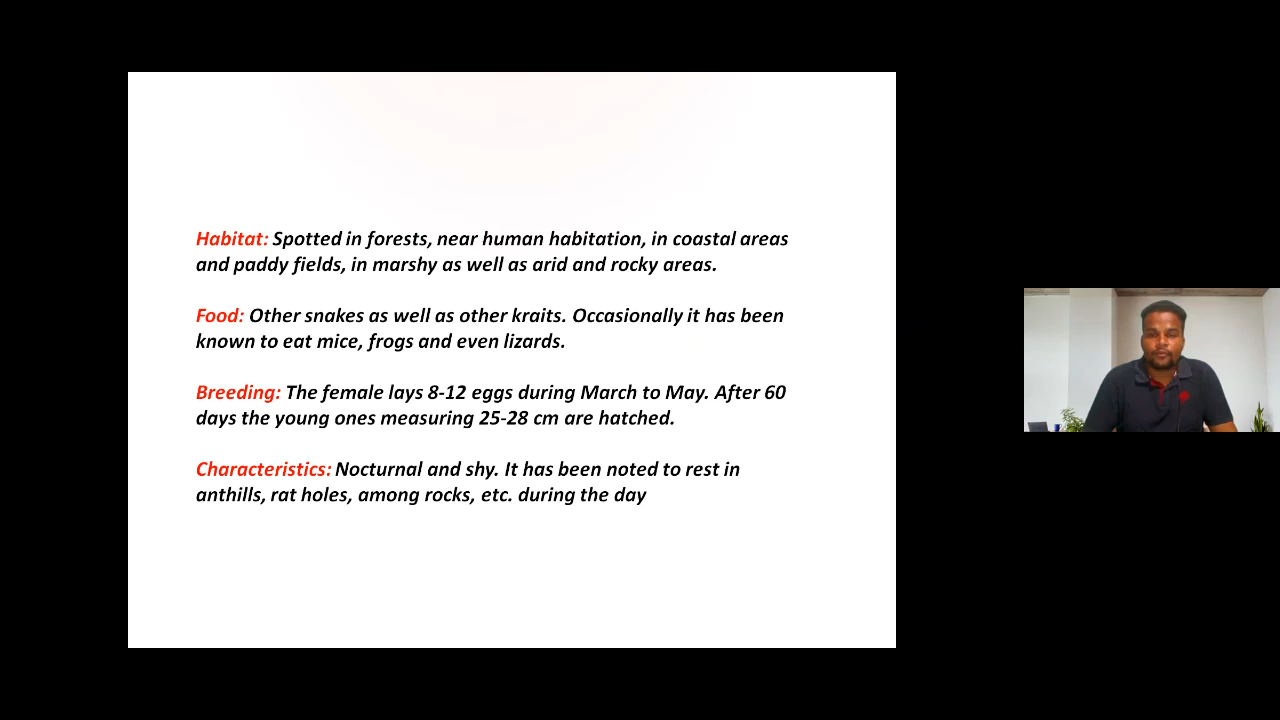 Habitat: Spotted in forests, near human habitation, in coastal areas
and paddy fields, in marshy as well as arid and rocky areas.
Food: Other snakes as well as other kraits. Occasionally it has been
known to eat mice, frogs and even lizards.
Breeding: The female lays 8-12 eggs during March to May. After 60
days the young ones measuring 25-28 cm are hatched.
Characteristics: Nocturnal and shy. It has been noted to rest in
anthills, rat holes, among rocks, etc. during the day